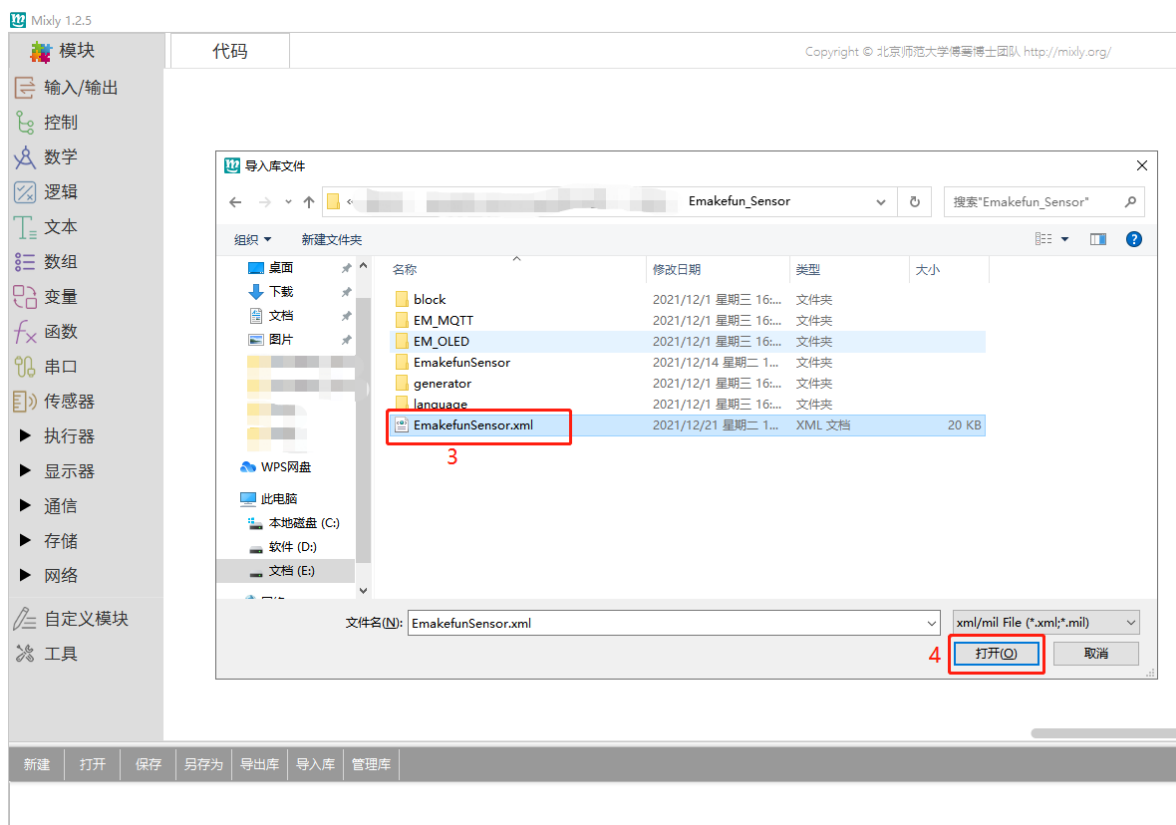 Mixly 1.2.5
模块
代码
Copyright © 北京师范大学傅骞博士团队 http://mixly.org/
输入/输出
控制
数学
逻辑
文本
数组
变量
函数
串口
传感器
执行器
显示器
通信
存储
网络
自定义模块
工具
导入库文件
« Emakefun_Sensor
搜索"Emakefun_Sensor"
组织 新建文件夹
桌面
下载
文档
图片
WPS网盘
此电脑
本地磁盘 (C:)
软件 (D:)
文档 (E:)
名称 修改日期 类型 大小
block 2021/12/1 星期三 16:... 文件夹
EM_MQTT 2021/12/1 星期三 16:... 文件夹
EM_OLED 2021/12/1 星期三 16:... 文件夹
EmakefunSensor 2021/12/14 星期二 1... 文件夹
generator 2021/12/1 星期三 16:... 文件夹
language 2021/12/1 星期三 16:... 文件夹
EmakefunSensor.xml 2021/12/21 星期二 1... XML 文档 20 KB
3
文件名(N): EmakefunSensor.xml xml/mil File (*.xml;*.mil)
4 打开(O) 取消
新建 打开 保存 另存为 导出库 导入库 管理库